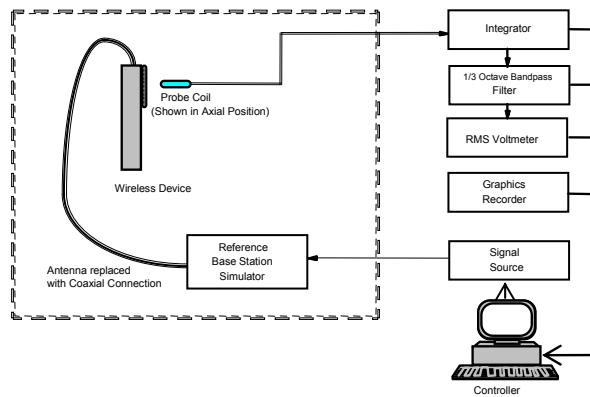 Integrator
1/3 Octave Bandpass
Filter
Probe Coil
(Shown in Axial Position)
RMS Voltmeter
Wireless Device
Graphics
Recorder
Reference
Base Station
Simulator
Signal
Source
Antenna replaced
with Coaxial Connection
Controller